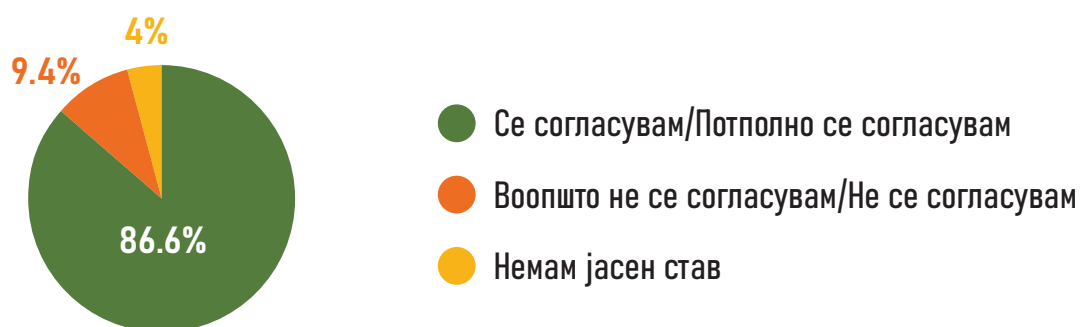 4%
9.4%
86.6%
Се согласувам/Потполно се согласувам
Воопшто не се согласувам/Не се согласувам
Немам јасен став